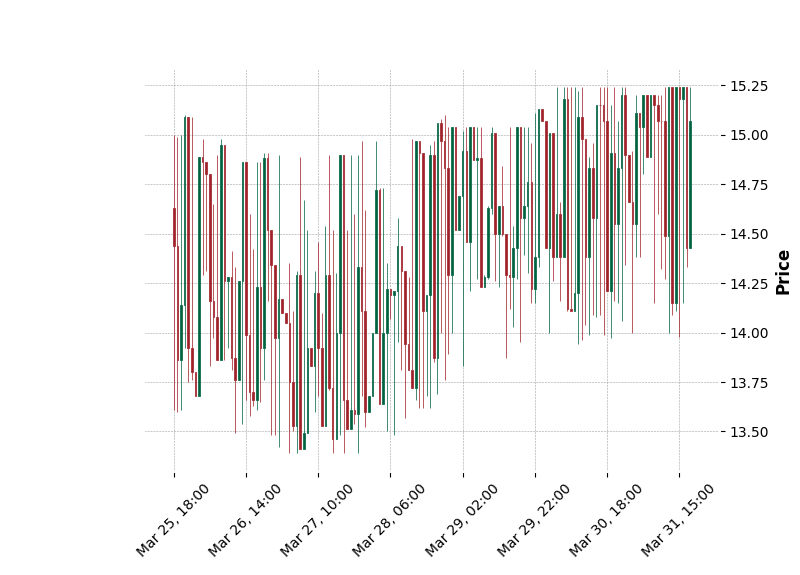 15.25
15.00
14.75
14.50
14.25
14.00
13.75
13.50
Price
Mar 25, 18:00
Mar 26, 14:00
Mar 27, 10:00
Mar 28, 06:00
Mar 29, 02:00
Mar 29, 22:00
Mar 30, 18:00
Mar 31, 15:00